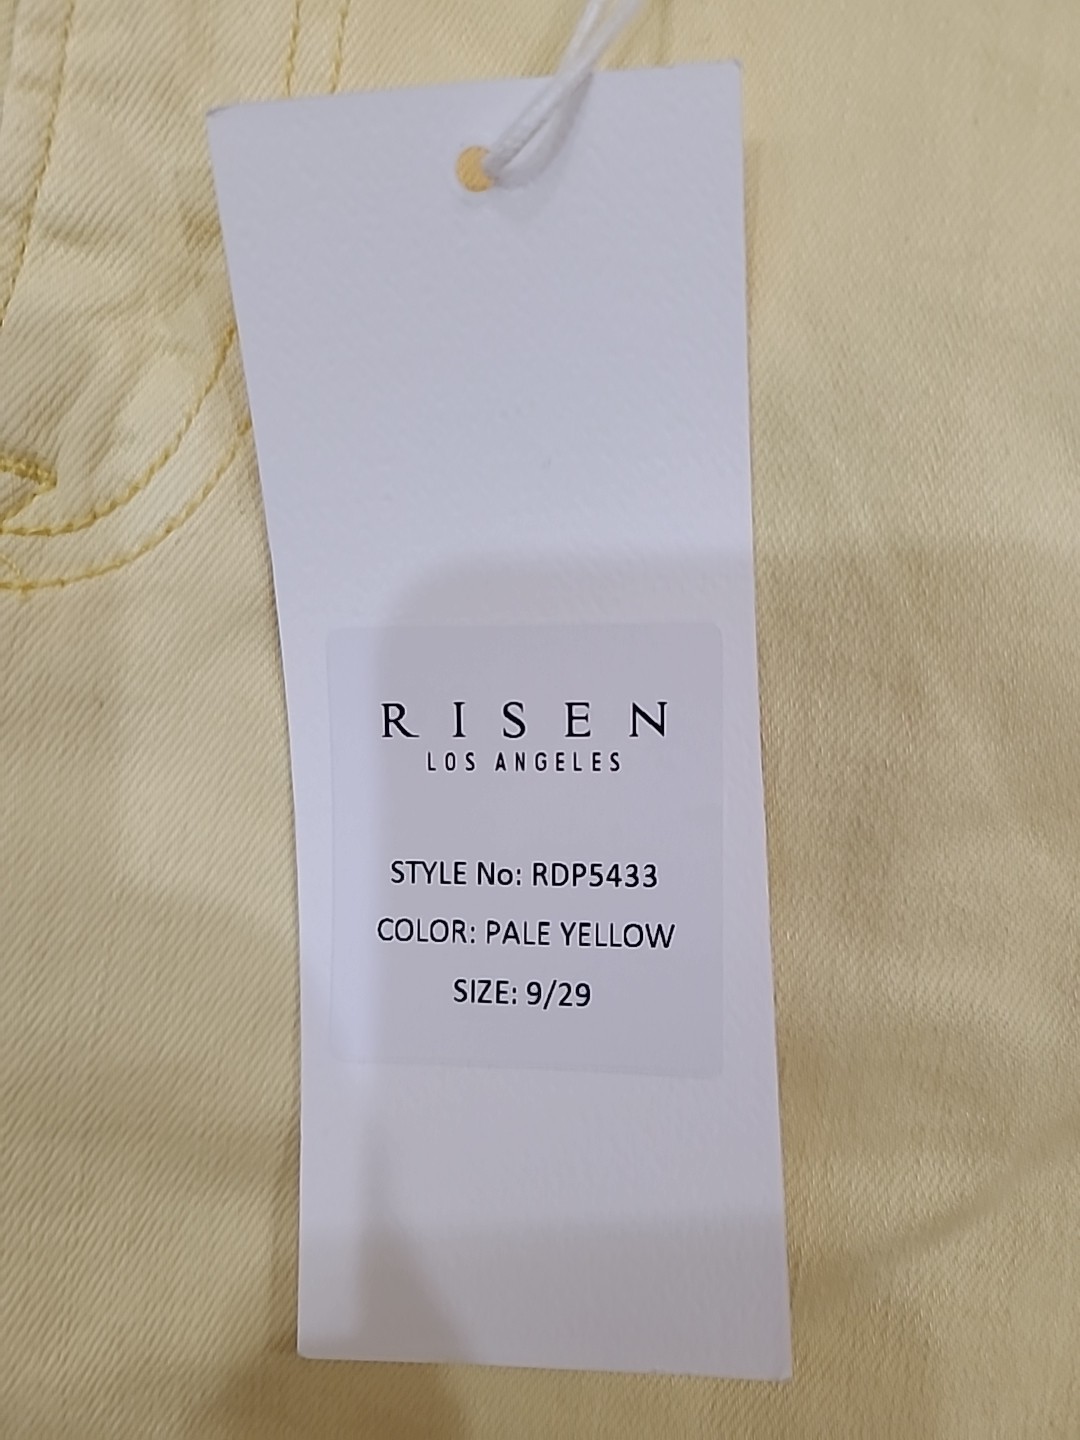 RISEN
LOS ANGELES
STYLE No: RDP5433
COLOR: PALE YELLOW
SIZE: 9/29